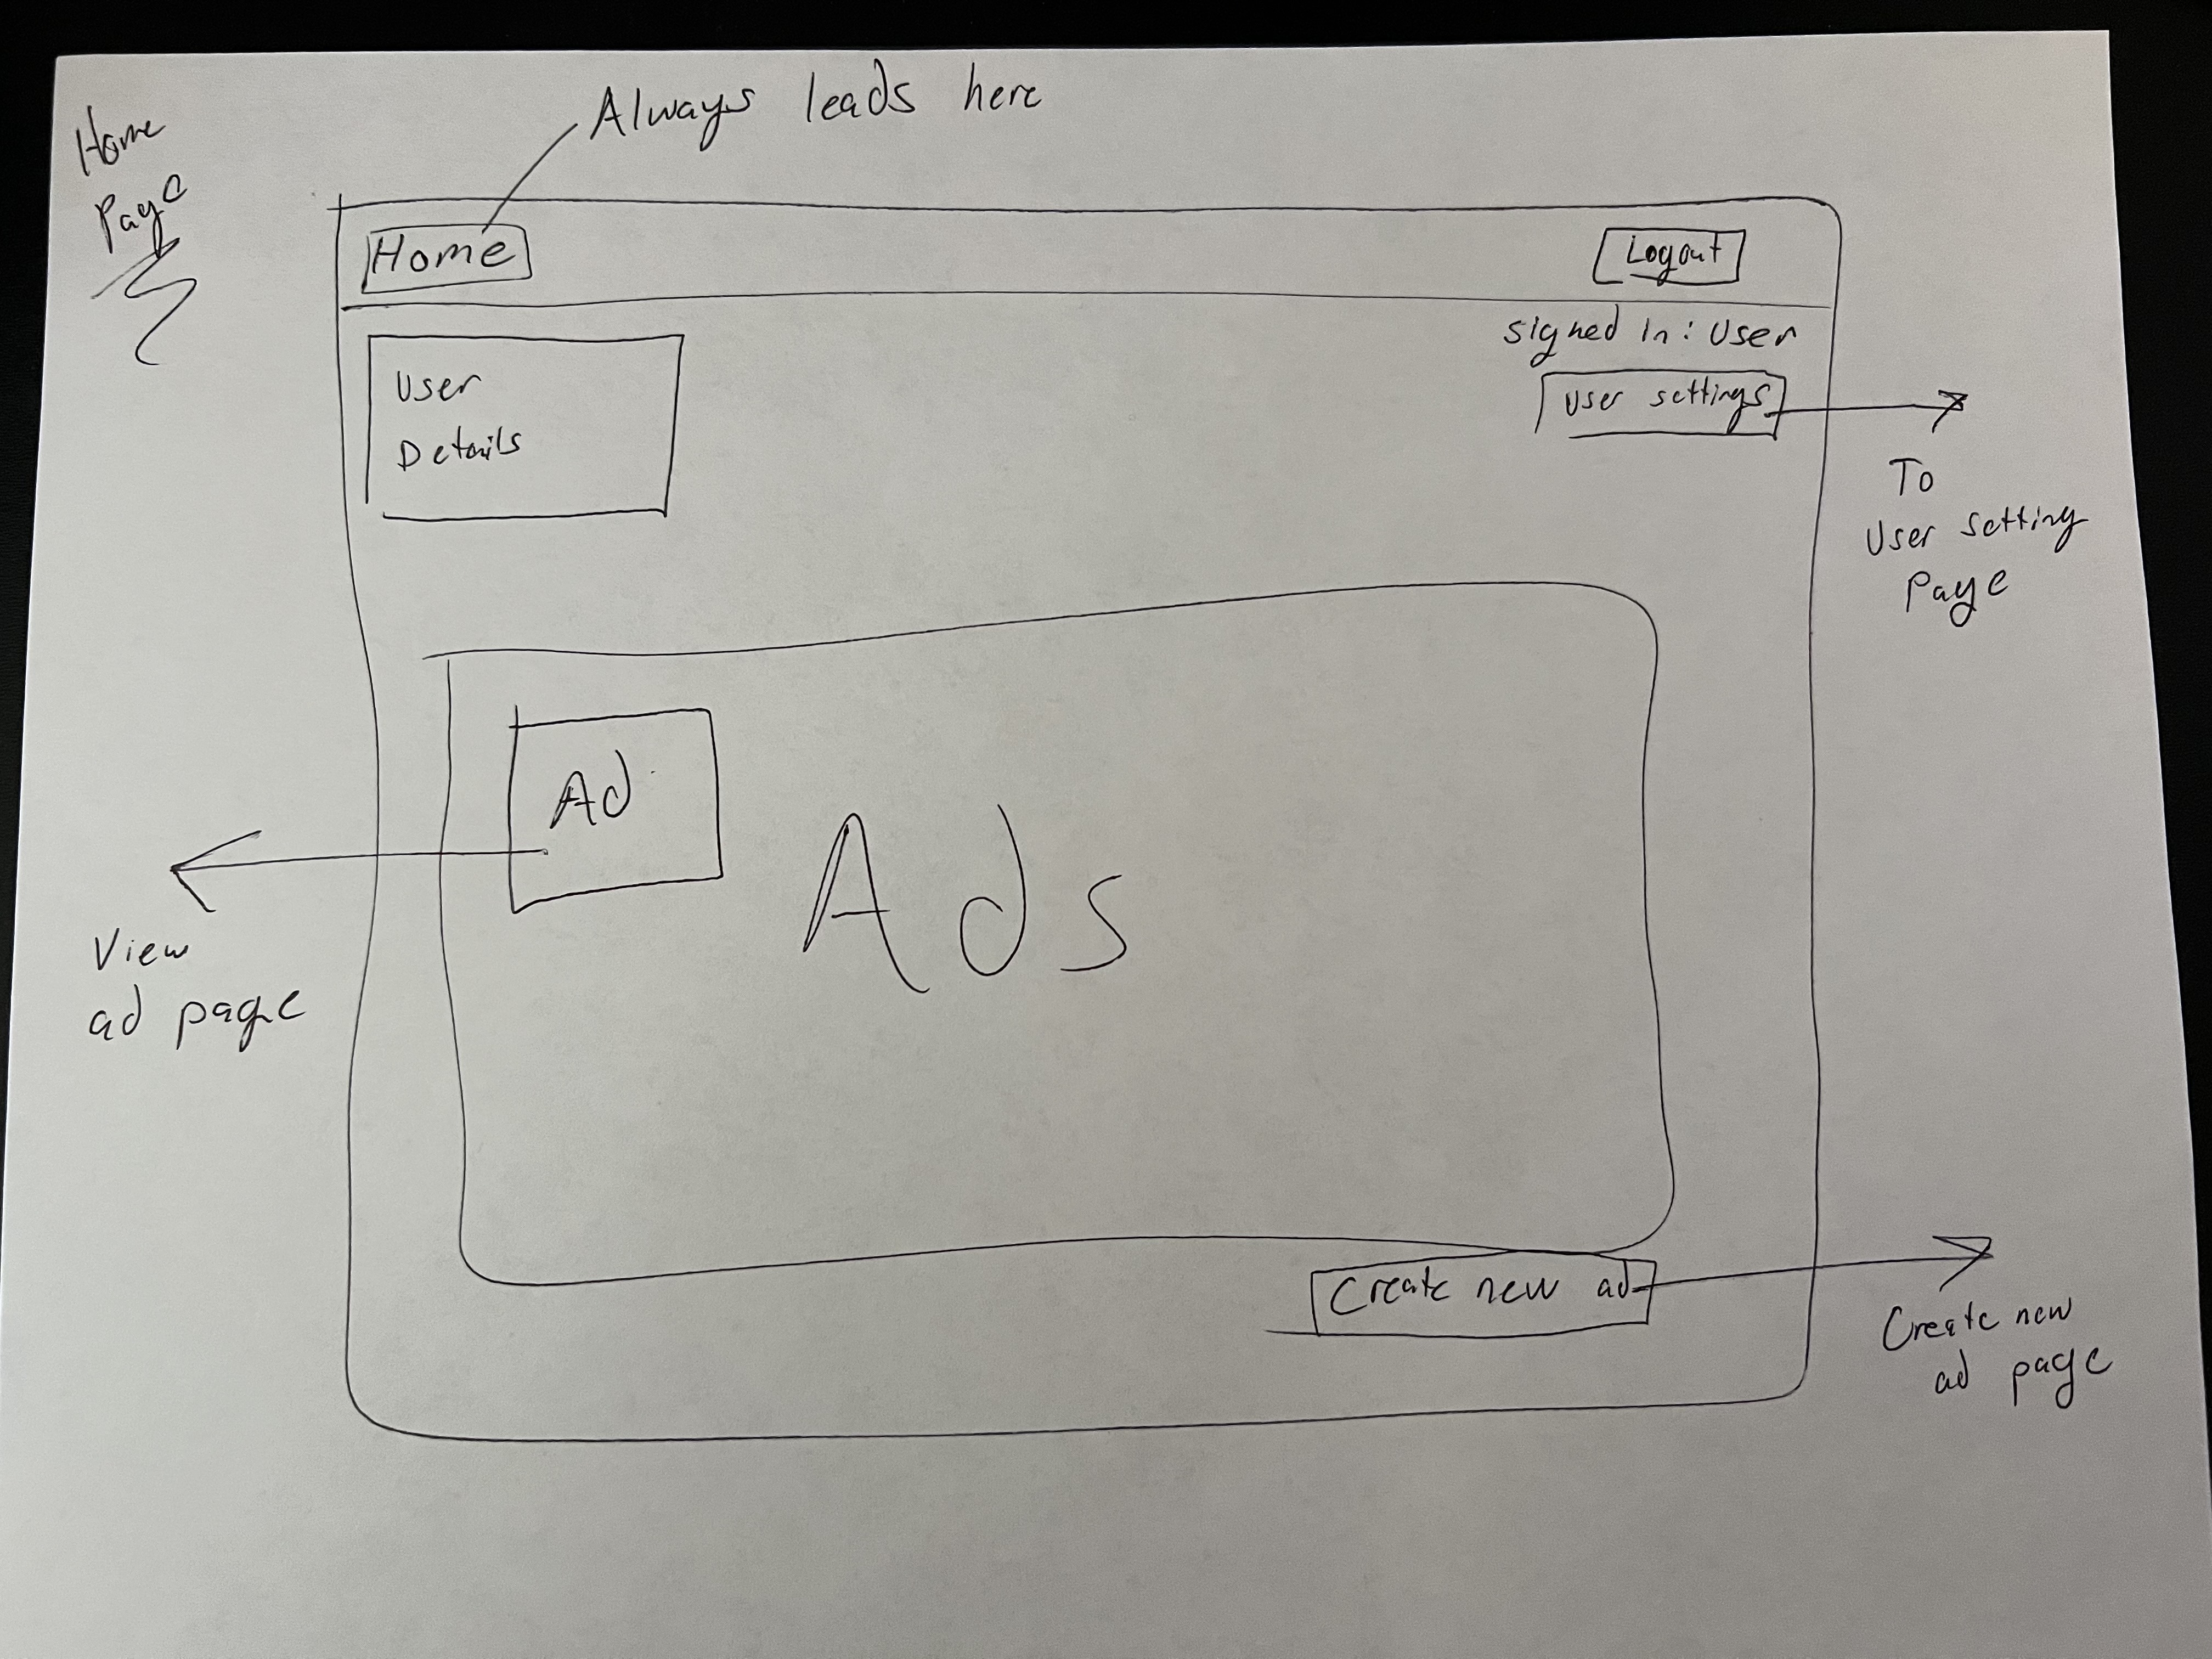 Always leads here
Home
Page
Home
Logout
signed in: User
User
Details
User settings
To
User setting
Page
Ad
Ads
View
ad page
Create new ad
Create new
ad page